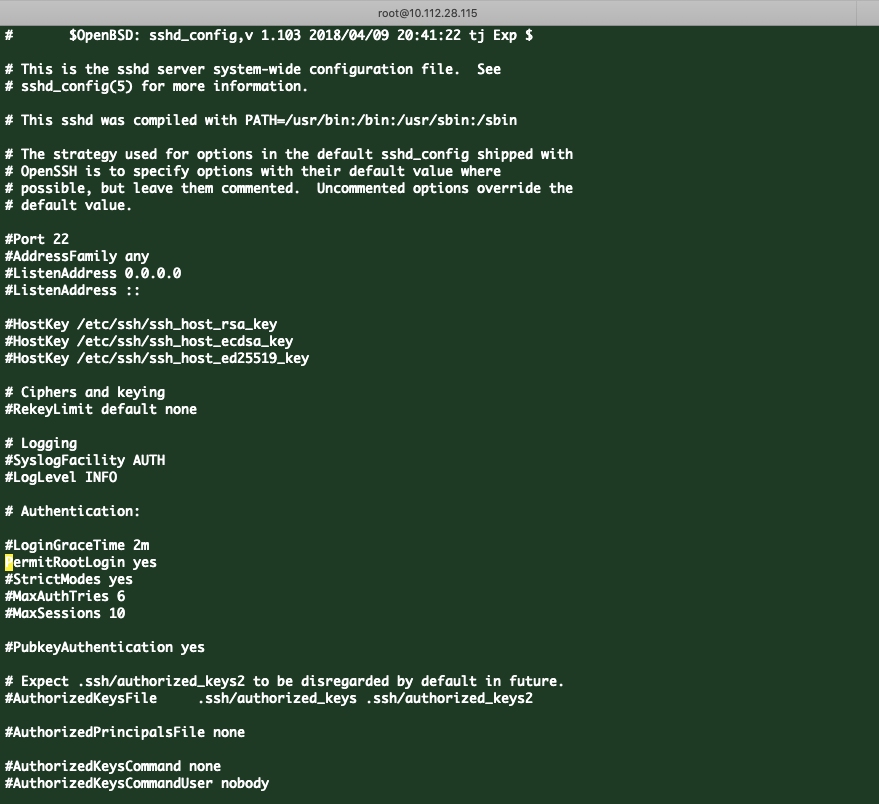 root@10.112.28.115
#       $OpenBSD: sshd_config,v 1.103 2018/04/09 20:41:22 tj Exp $
# This is the sshd server system-wide configuration file.  See
# sshd_config(5) for more information.
# This sshd was compiled with PATH=/usr/bin:/bin:/usr/sbin:/sbin
# The strategy used for options in the default sshd_config shipped with
# OpenSSH is to specify options with their default value where
# possible, but leave them commented.  Uncommented options override the
# default value.
#Port 22
#AddressFamily any
#ListenAddress 0.0.0.0
#ListenAddress ::
#HostKey /etc/ssh/ssh_host_rsa_key
#HostKey /etc/ssh/ssh_host_ecdsa_key
#HostKey /etc/ssh/ssh_host_ed25519_key
# Ciphers and keying
#RekeyLimit default none
# Logging
#SyslogFacility AUTH
#LogLevel INFO
# Authentication:
#LoginGraceTime 2m
PermitRootLogin yes
#StrictModes yes
#MaxAuthTries 6
#MaxSessions 10
#PubkeyAuthentication yes
# Expect .ssh/authorized_keys2 to be disregarded by default in future.
#AuthorizedKeysFile     .ssh/authorized_keys .ssh/authorized_keys2
#AuthorizedPrincipalsFile none
#AuthorizedKeysCommand none
#AuthorizedKeysCommandUser nobody